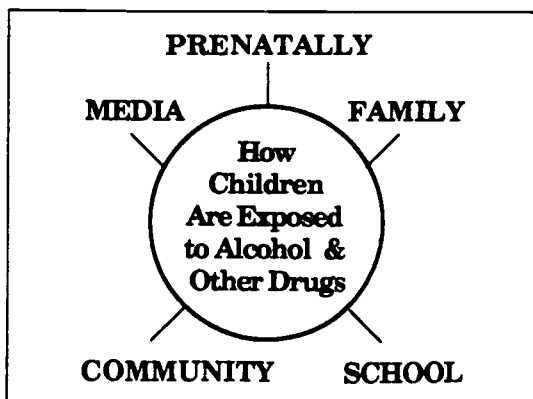 PRENATALLY
MEDIA
FAMILY
How
Children
Are Exposed
to Alcohol &
Other Drugs
COMMUNITY
SCHOOL